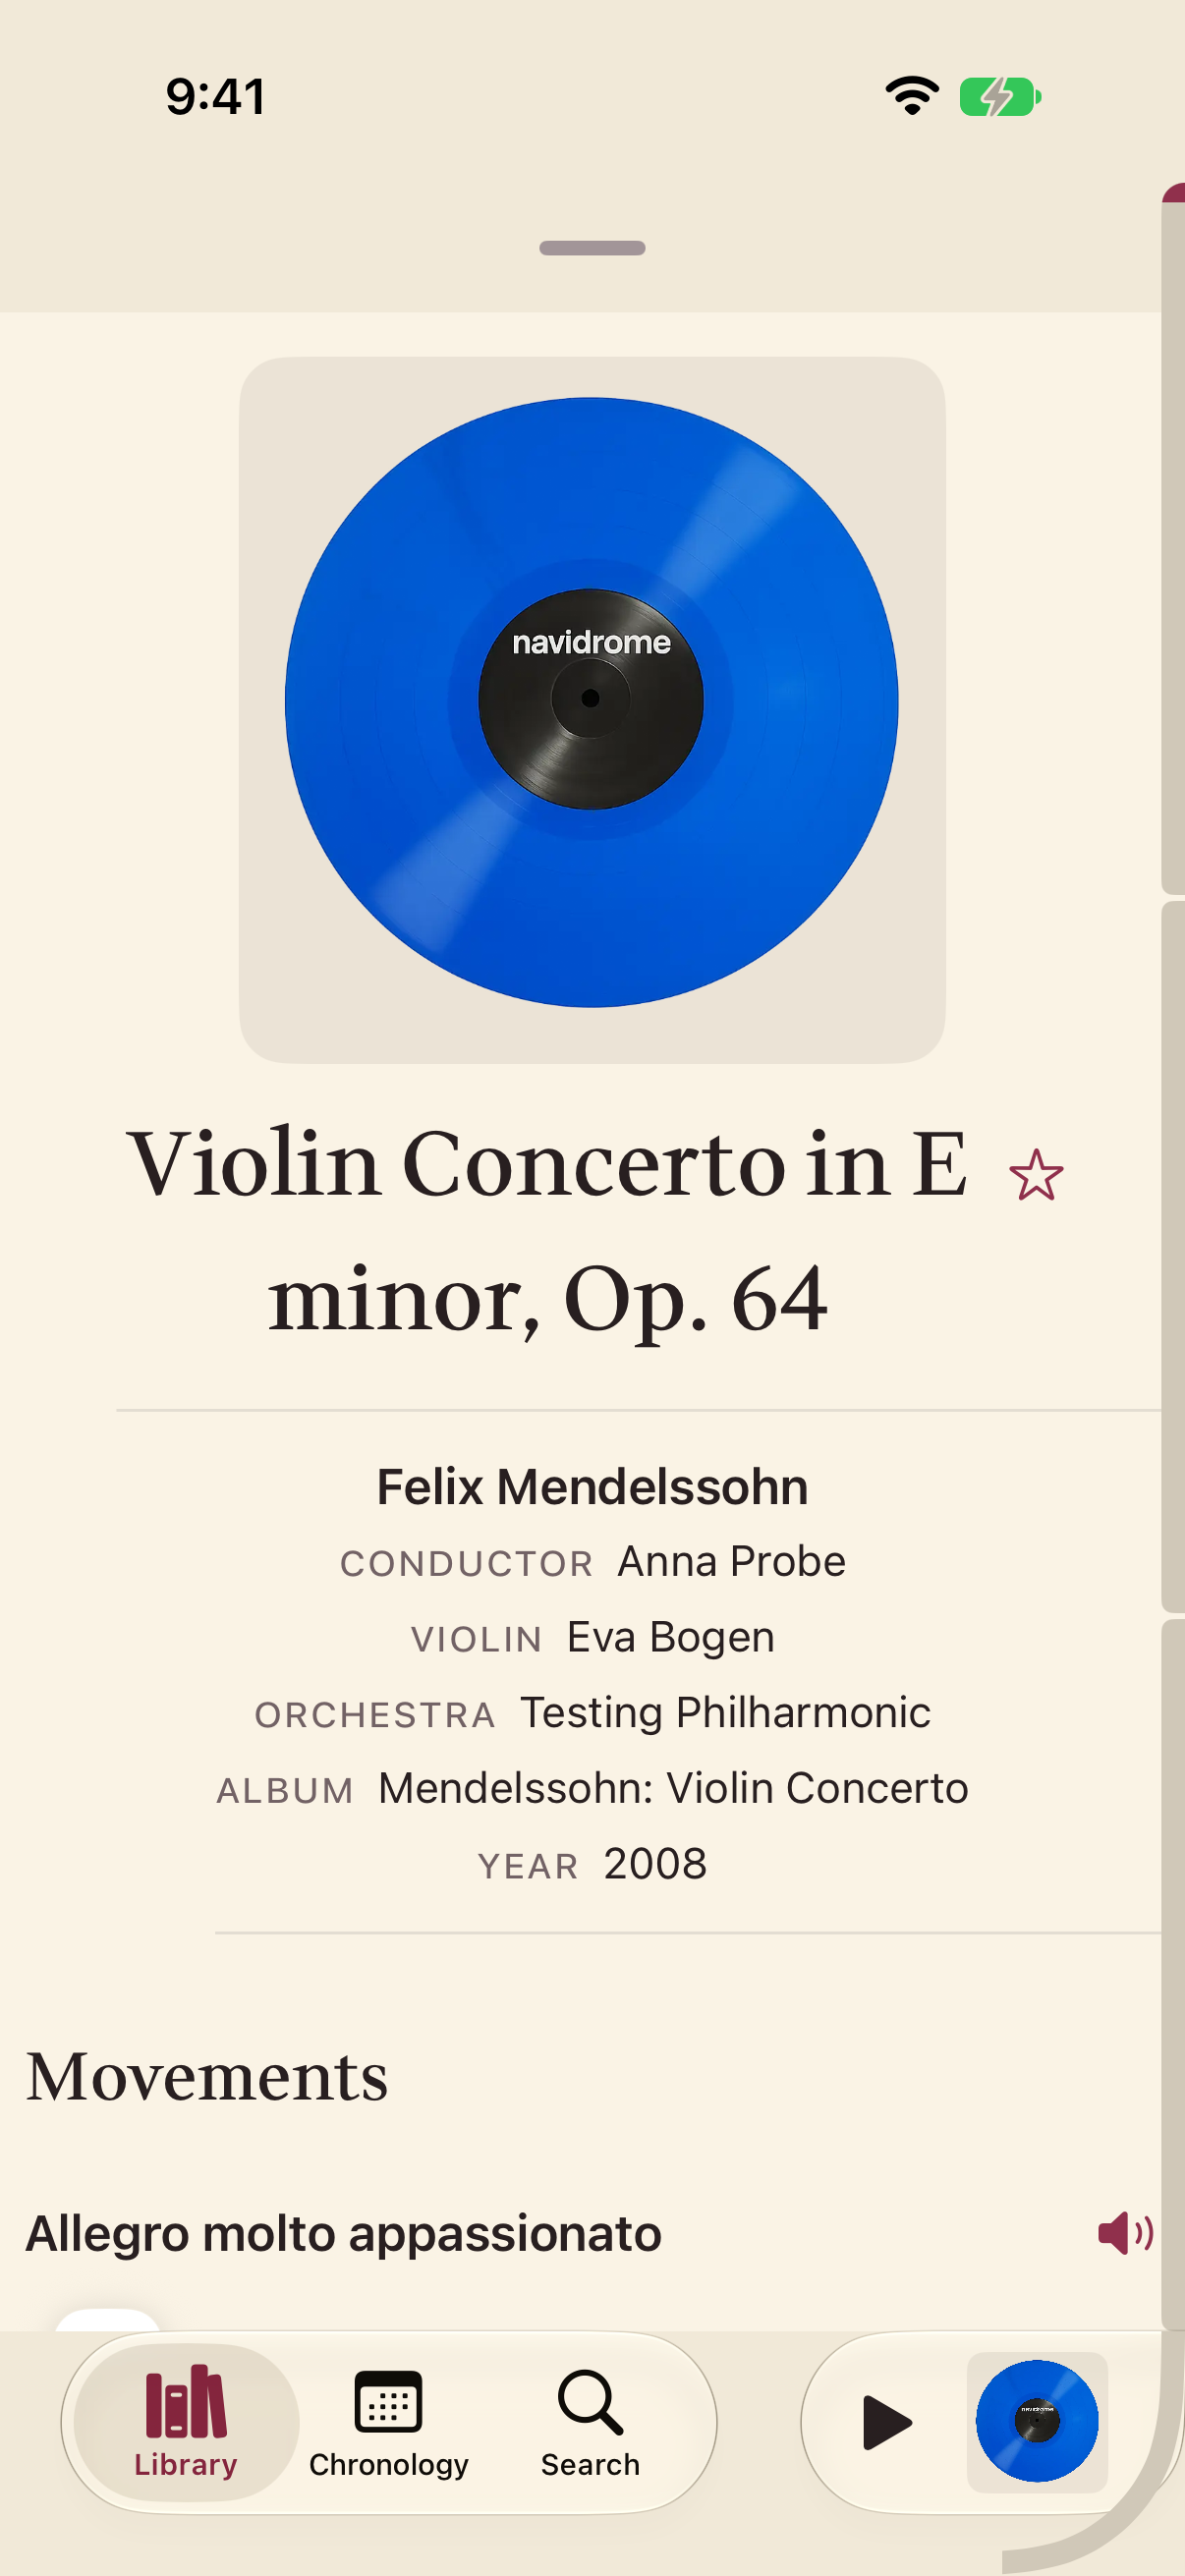 9:41
navidrome
Violin Concerto in E
minor, Op. 64
Felix Mendelssohn
CONDUCTOR Anna Probe
VIOLIN Eva Bogen
ORCHESTRA Testing Philharmonic
ALBUM Mendelssohn: Violin Concerto
YEAR 2008
Movements
Allegro molto appassionato
Library
Chronology
Search
navidrome